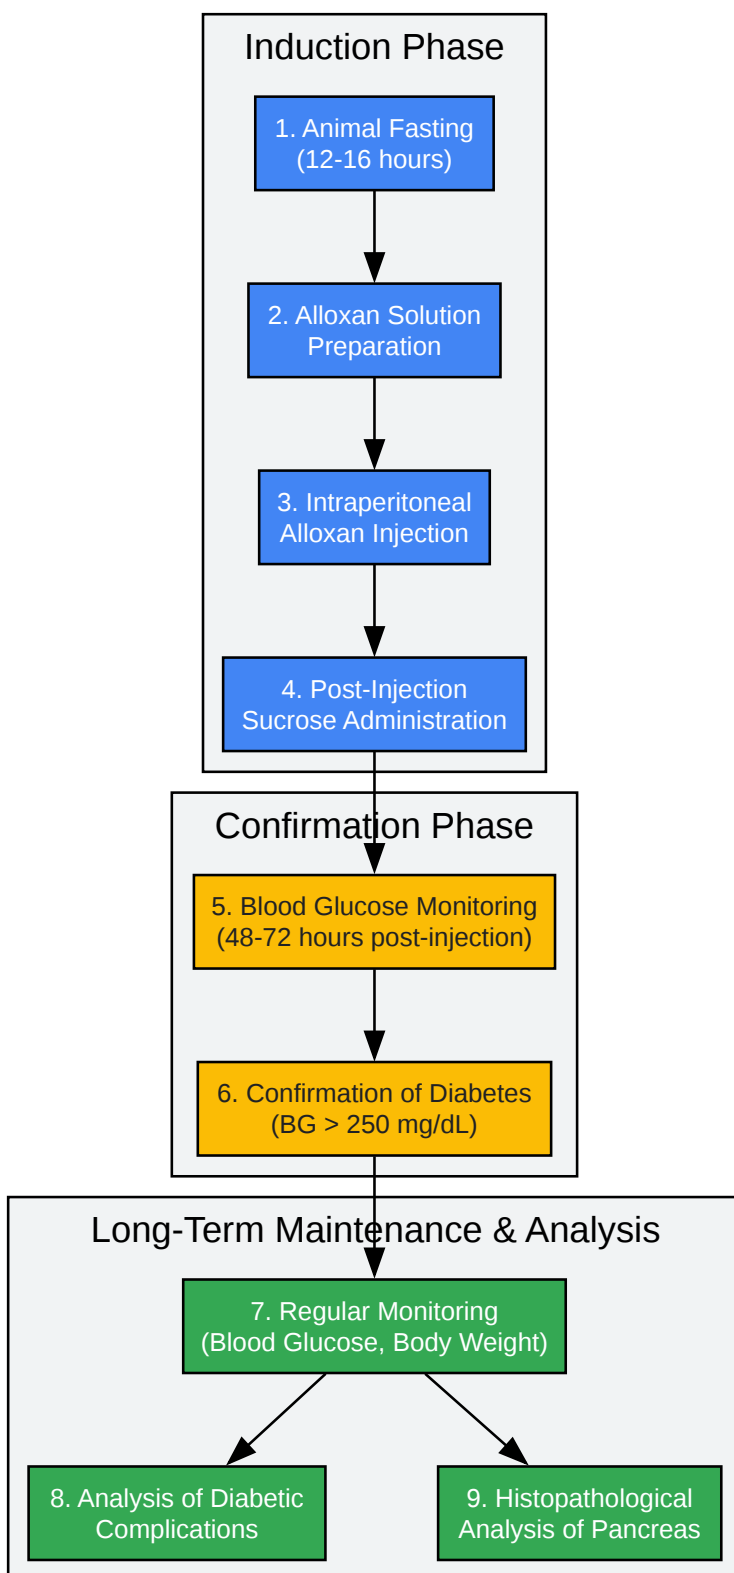 Induction Phase
1. Animal Fasting
(12-16 hours)
2. Alloxan Solution
Preparation
3. Intraperitoneal
Alloxan Injection
4. Post-Injection
Sucrose Administration
Confirmation Phase
5. Blood Glucose Monitoring
(48-72 hours post-injection)
6. Confirmation of Diabetes
(BG > 250 mg/dL)
Long-Term Maintenance & Analysis
7. Regular Monitoring
(Blood Glucose, Body Weight)
8. Analysis of Diabetic
Complications
9. Histopathological
Analysis of Pancreas